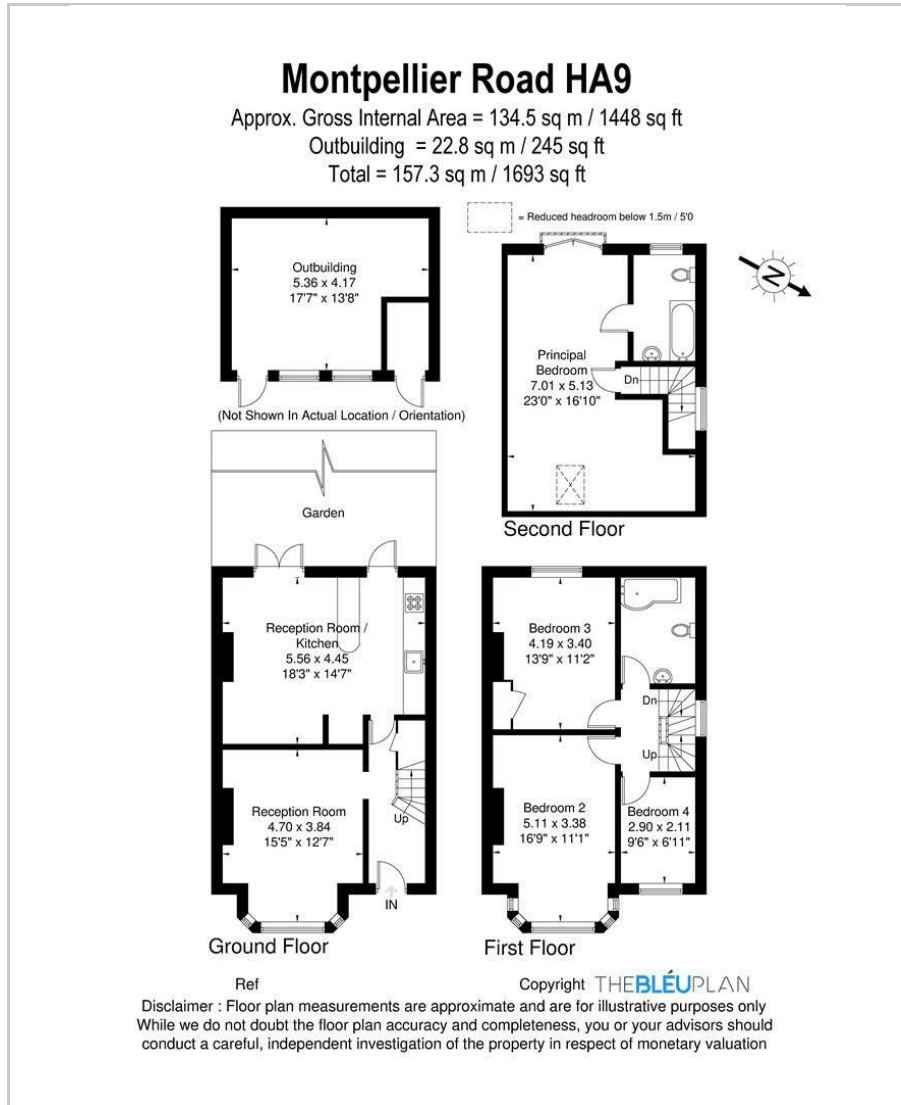 Montpellier Road HA9
Approx. Gross Internal Area = 134.5 sq m / 1448 sq ft
Outbuilding = 22.8 sq m / 245 sq ft
Total = 157.3 sq m / 1693 sq ft
= Reduced headroom below 1.5m / 5'0
Outbuilding
5.36 x 4.17
17'7" x 13'8"
(Not Shown In Actual Location / Orientation)
N
Principal
Bedroom
7.01 x 5.13
23'0" x 16'10"
Dn
Second Floor
Garden
Reception Room /
Kitchen
5.56 x 4.45
18'3" x 14'7"
Reception Room
4.70 x 3.84
15'5" x 12'7"
Up
IN
Ground Floor
Bedroom 3
4.19 x 3.40
13'9" x 11'2"
Dn
Up
Bedroom 2
5.11 x 3.38
16'9" x 11'1"
Bedroom 4
2.90 x 2.11
9'6" x 6'11"
First Floor
Ref
Copyright THEBLÉUPLAN
Disclaimer : Floor plan measurements are approximate and are for illustrative purposes only
While we do not doubt the floor plan accuracy and completeness, you or your advisors should
conduct a careful, independent investigation of the property in respect of monetary valuation